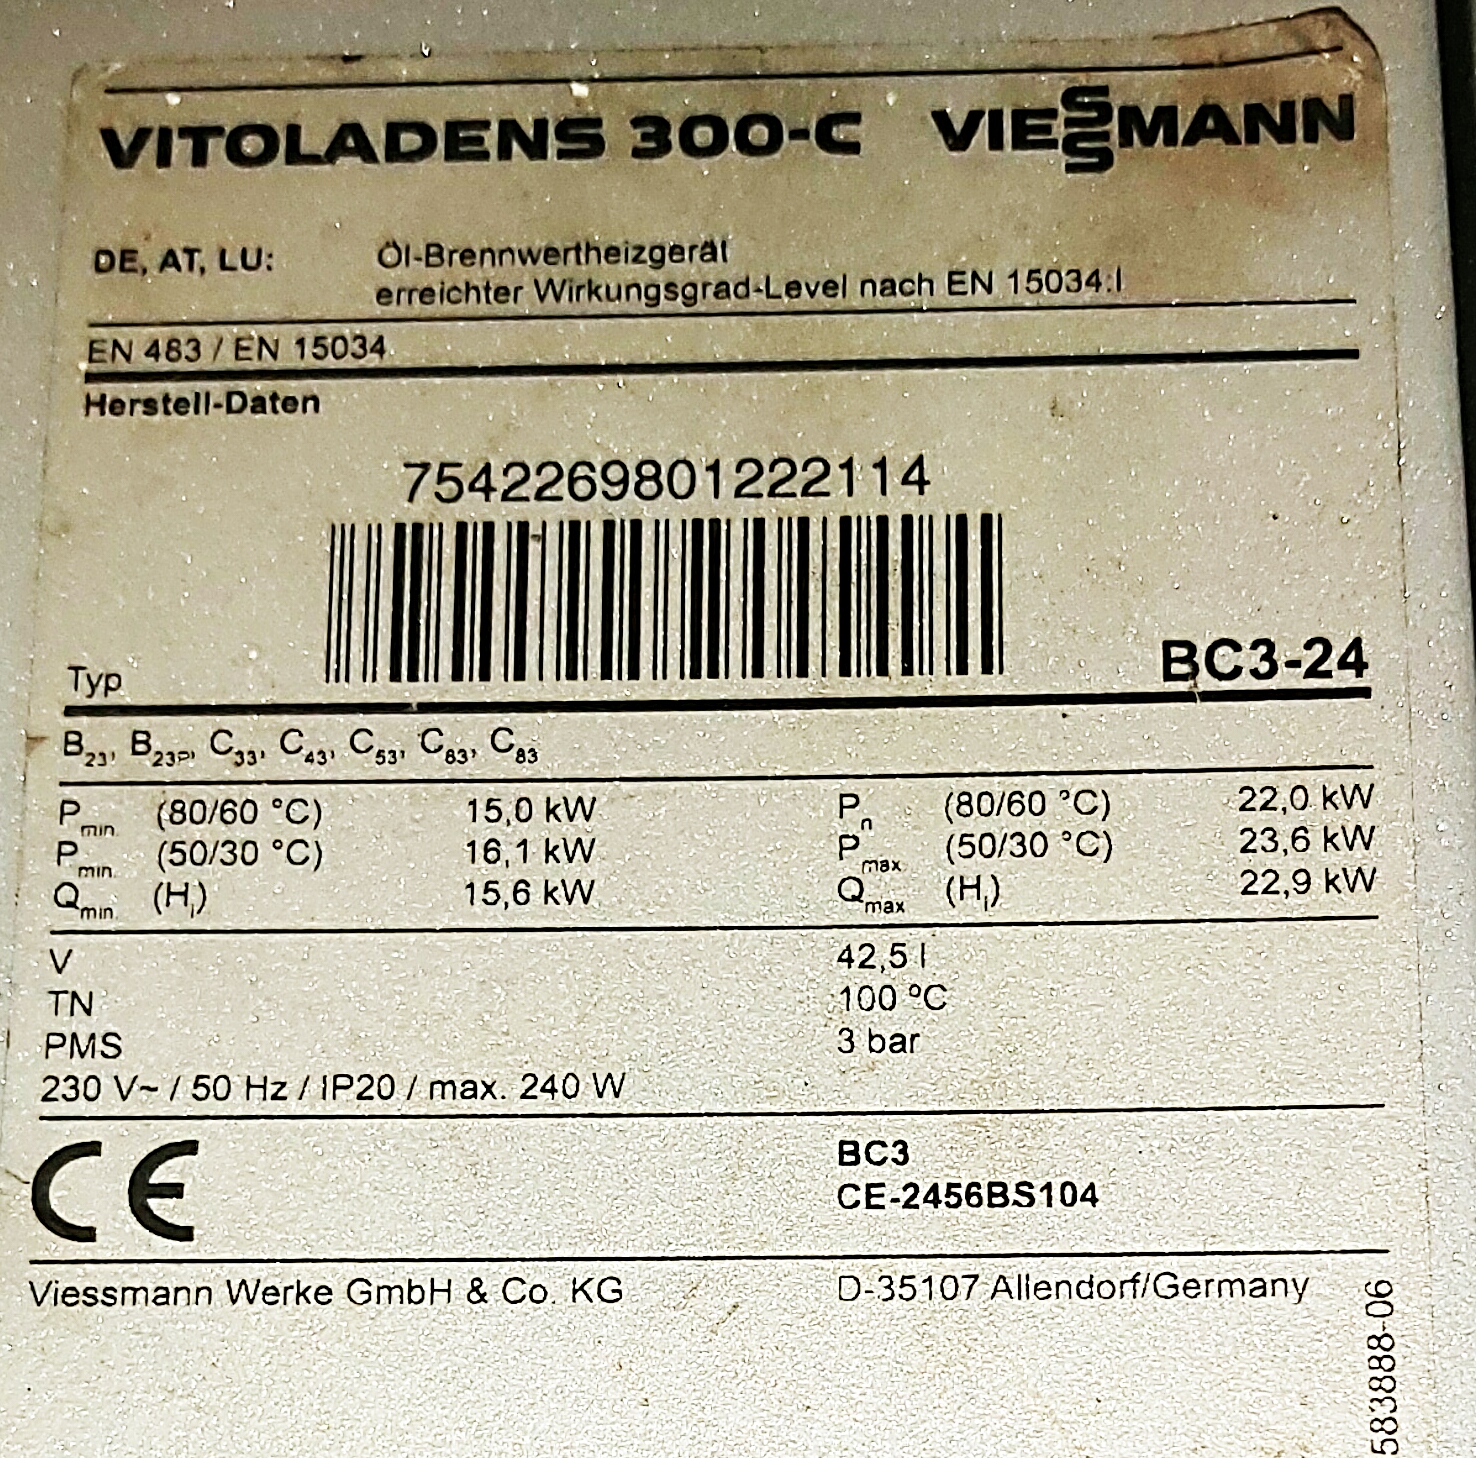 VITOLADENS 300-C VIESSMANN
DE, AT, LU: Öl-Brennwertheizgerät
erreichter Wirkungsgrad-Level nach EN 15034:I
EN 483 / EN 15034
Herstell-Daten
7542269801222114
Typ BC3-24
B23, B23P, C33, C43, C53, C63, C83
Pmin (80/60 °C) 15,0 kW Pn (80/60 °C) 22,0 kW
Pmin (50/30 °C) 16,1 kW Pmax (50/30 °C) 23,6 kW
Qmin (Hi) 15,6 kW Qmax (Hi) 22,9 kW
V 42,5 l
TN 100 °C
PMS 3 bar
230 V~ / 50 Hz / IP20 / max. 240 W
CE BC3
CE-2456BS104
Viessmann Werke GmbH & Co. KG D-35107 Allendorf/Germany
583888-06